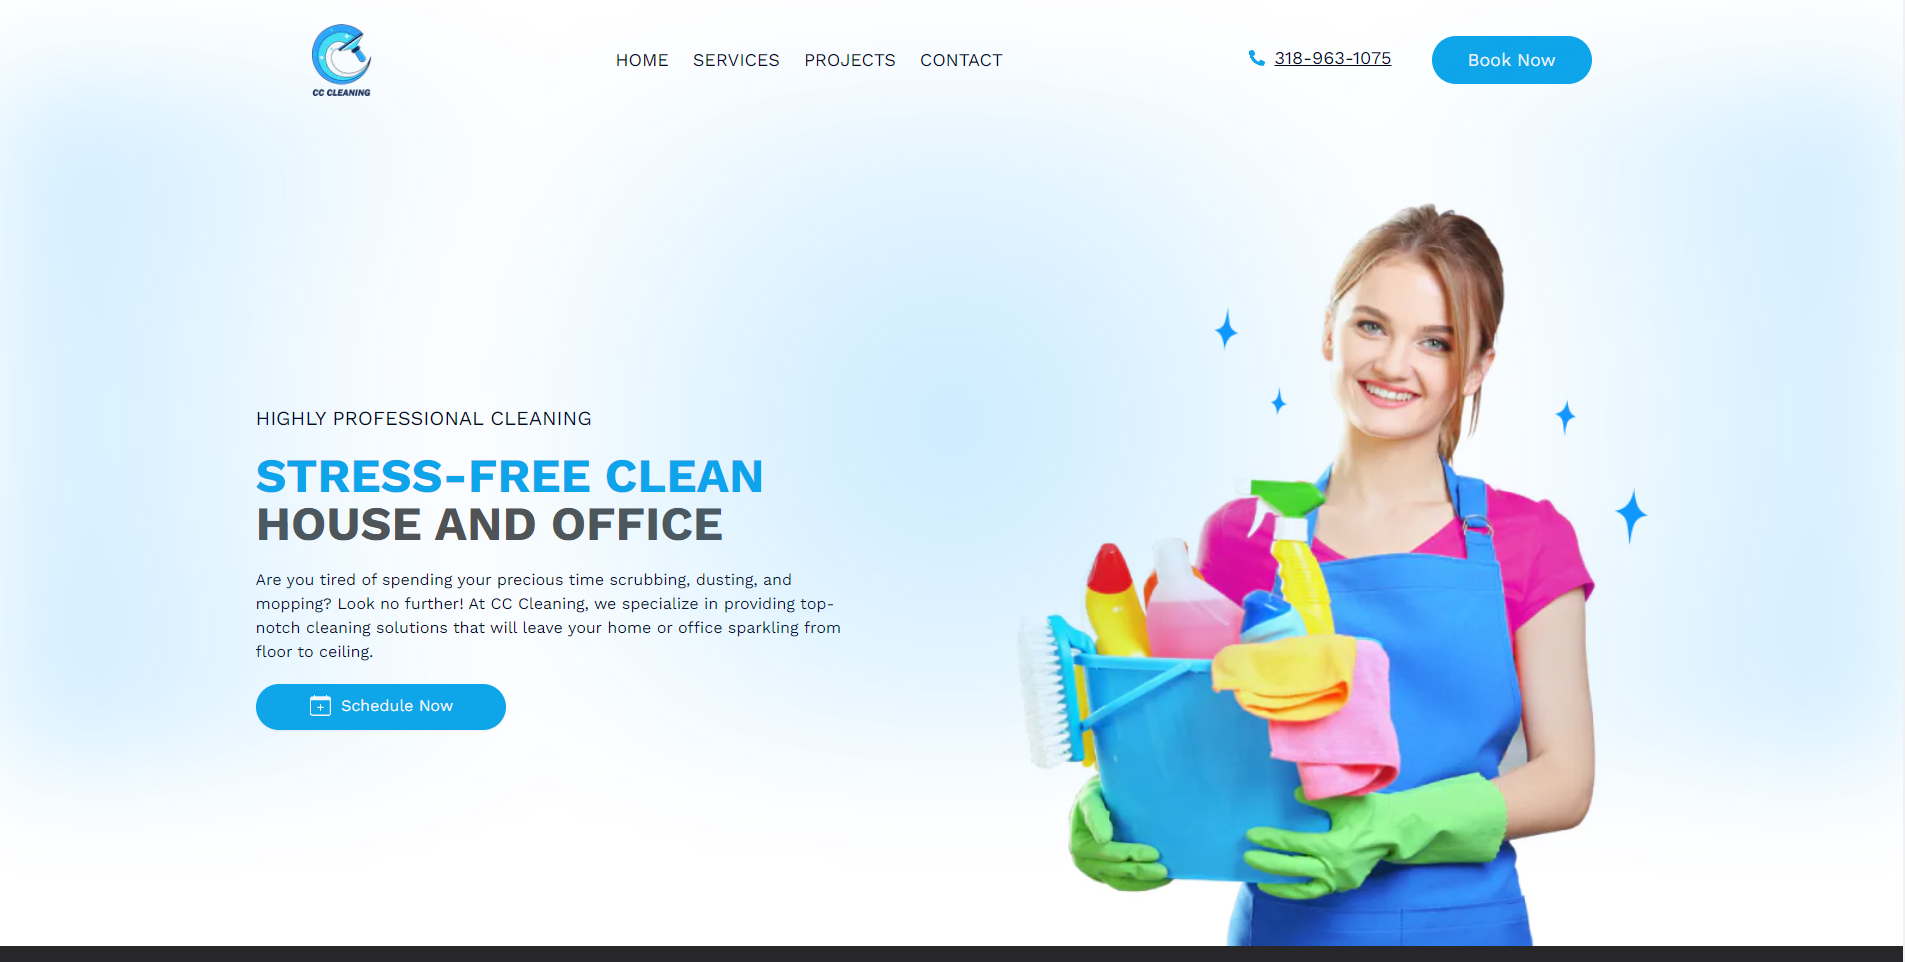 CC CLEANING
HOME SERVICES PROJECTS CONTACT
318-963-1075
Book Now
HIGHLY PROFESSIONAL CLEANING
STRESS-FREE CLEAN
HOUSE AND OFFICE
Are you tired of spending your precious time scrubbing, dusting, and
mopping? Look no further! At CC Cleaning, we specialize in providing top-
notch cleaning solutions that will leave your home or office sparkling from
floor to ceiling.
Schedule Now